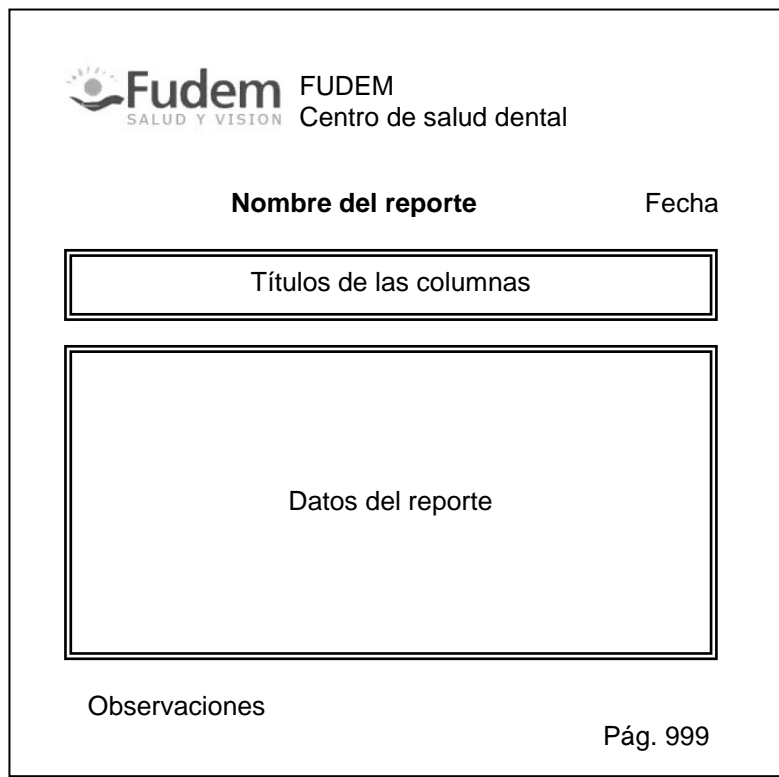 Fudem
SALUD Y VISION
FUDEM
Centro de salud dental
Nombre del reporte
Fecha
Títulos de las columnas
Datos del reporte
Observaciones
Pág. 999